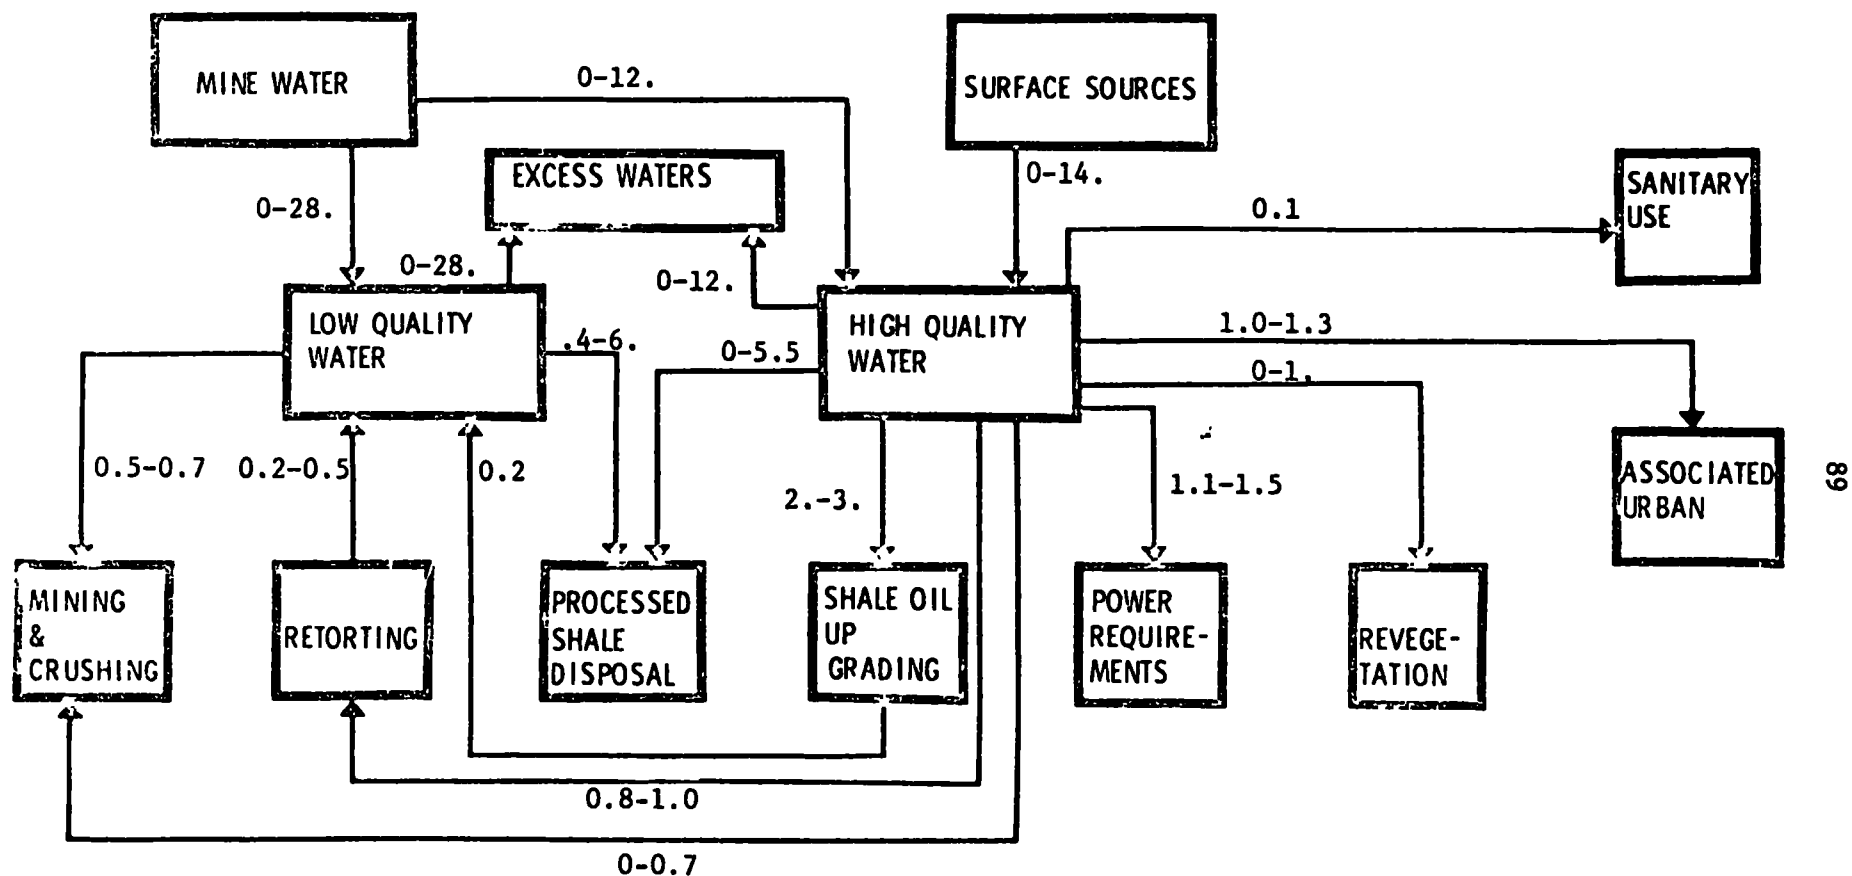 MINE WATER
0-12.
SURFACE SOURCES
EXCESS WATERS
0-14.
SANITARY
USE
0-28.
0.1
0-28.
0-12.
LOW QUALITY
WATER
.4-6.
0-5.5
HIGH QUALITY
WATER
1.0-1.3
0-1.
0.5-0.7
0.2-0.5
0.2
2.-3.
1.1-1.5
ASSOCIATED
URBAN
68
MINING
&
CRUSHING
RETORTING
PROCESSED
SHALE
DISPOSAL
SHALE OIL
UP
GRADING
POWER
REQUIRE-
MENTS
REVEGE-
TATION
0.8-1.0
0-0.7